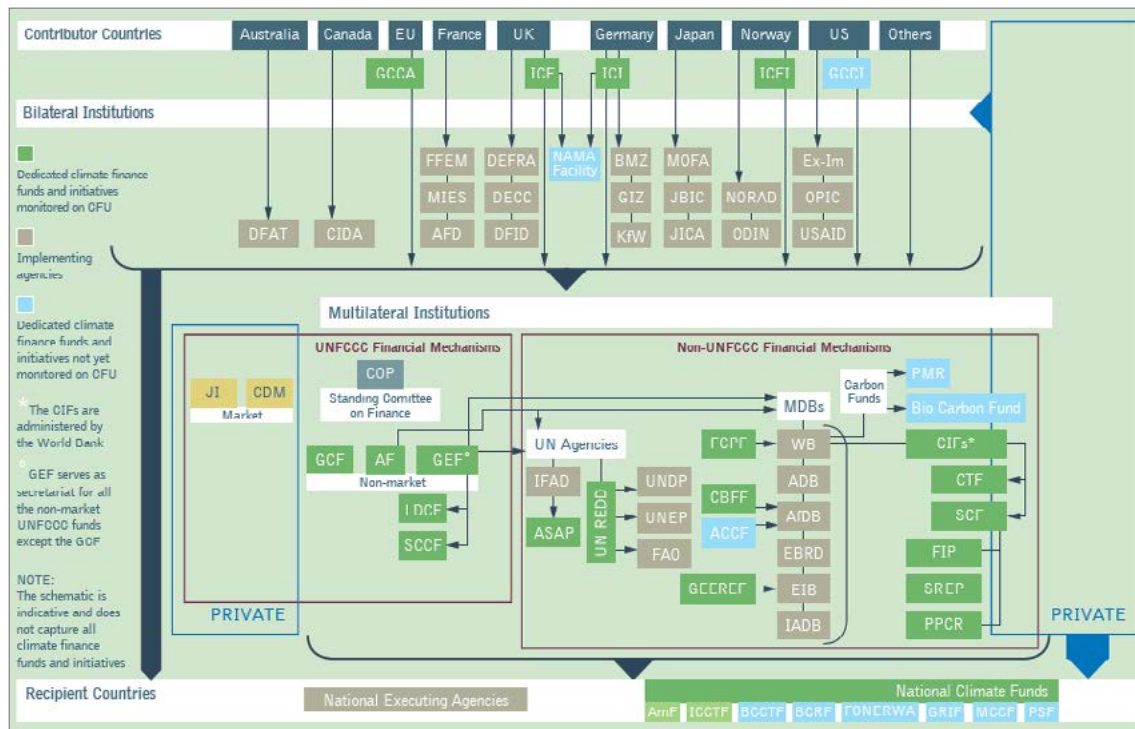 Contributor Countries
Australia
Canada
EU
France
UK
Germany
Japan
Norway
US
Others
GCCA
ICF
ICI
ICFI
GCCI
Bilateral Institutions
Dedicated climate finance
funds and initiatives
monitored on CFU
Implementing
agencies
Dedicated climate
finance funds and
initiatives not yet
monitored on CFU
*The CIFs are
administered by
the World Bank
°GEF serves as
secretariat for all
the non-market
UNFCCC funds
except the GCF
NOTE:
The schematic is
indicative and does
not capture all
climate finance
funds and initiatives
FFEM
DEFRA
NAMA
Facility
BMZ
MOFA
Ex-Im
MIES
DECC
GIZ
JBIC
NORAD
OPIC
DFAT
CIDA
AFD
DFID
KfW
JICA
ODIN
USAID
Multilateral Institutions
UNFCCC Financial Mechanisms
Non-UNFCCC Financial Mechanisms
COP
Standing Comittee
on Finance
JI
CDM
Market
GCF
AF
GEF°
Non-market
LDCF
SCCF
PRIVATE
UN Agencies
IFAD
ASAP
UN REDD
UNDP
UNEP
FAO
MDBs
FCPF
WB
ADB
CBFF
AfDB
ACCF
EBRD
GEEREF
EIB
IADB
Carbon
Funds
PMR
Bio Carbon Fund
CIFs*
CTF
SCF
FIP
SREP
PPCR
PRIVATE
Recipient Countries
National Executing Agencies
National Climate Funds
AmF
ICCTF
BCCTF
BCRF
FONERWA
GRIF
MCCF
PSF